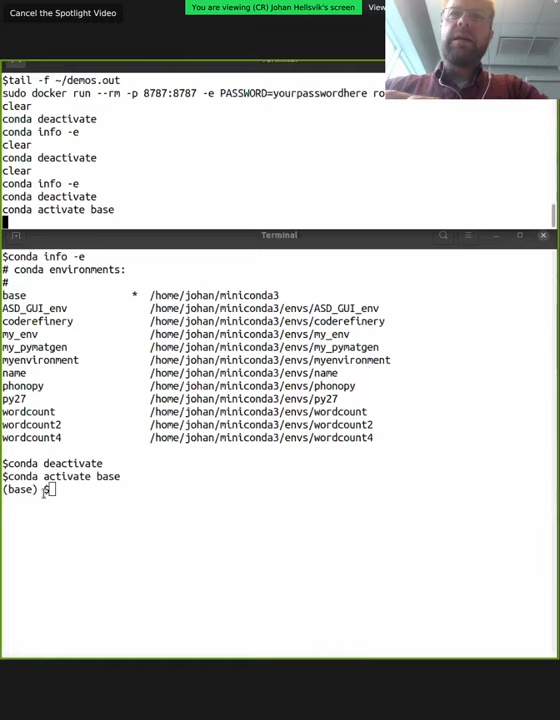 Cancel the Spotlight Video
You are viewing (CR) Johan Hellsvik's screen
View
Terminal
$tail -f ~/demos.out
sudo docker run --rm -p 8787:8787 -e PASSWORD=yourpasswordhere ro
clear
conda deactivate
conda info -e
clear
conda deactivate
clear
conda info -e
conda deactivate
conda activate base
Terminal
$conda info -e
# conda environments:
#
base * /home/johan/miniconda3
ASD_GUI_env /home/johan/miniconda3/envs/ASD_GUI_env
coderefinery /home/johan/miniconda3/envs/coderefinery
my_env /home/johan/miniconda3/envs/my_env
my_pymatgen /home/johan/miniconda3/envs/my_pymatgen
myenvironment /home/johan/miniconda3/envs/myenvironment
name /home/johan/miniconda3/envs/name
phonopy /home/johan/miniconda3/envs/phonopy
py27 /home/johan/miniconda3/envs/py27
wordcount /home/johan/miniconda3/envs/wordcount
wordcount2 /home/johan/miniconda3/envs/wordcount2
wordcount4 /home/johan/miniconda3/envs/wordcount4
$conda deactivate
$conda activate base
(base) $